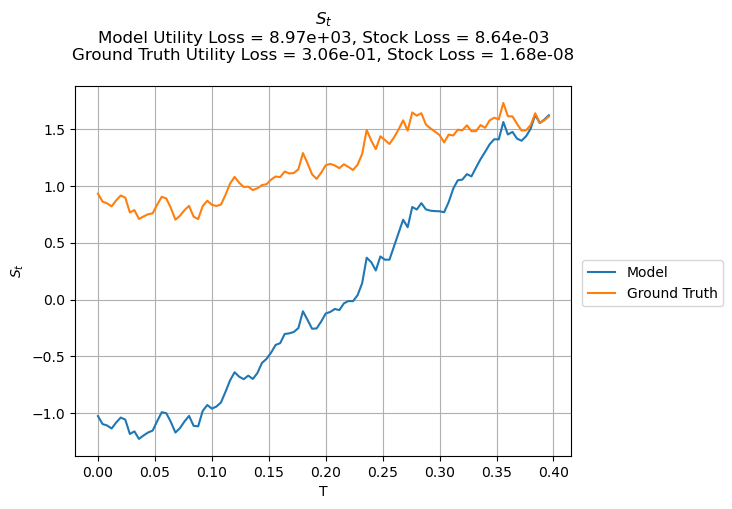 S_t
Model Utility Loss = 8.97e+03, Stock Loss = 8.64e-03
Ground Truth Utility Loss = 3.06e-01, Stock Loss = 1.68e-08
1.5
1.0
0.5
0.0
−0.5
−1.0
S_t
0.00 0.05 0.10 0.15 0.20 0.25 0.30 0.35 0.40
T
Model
Ground Truth